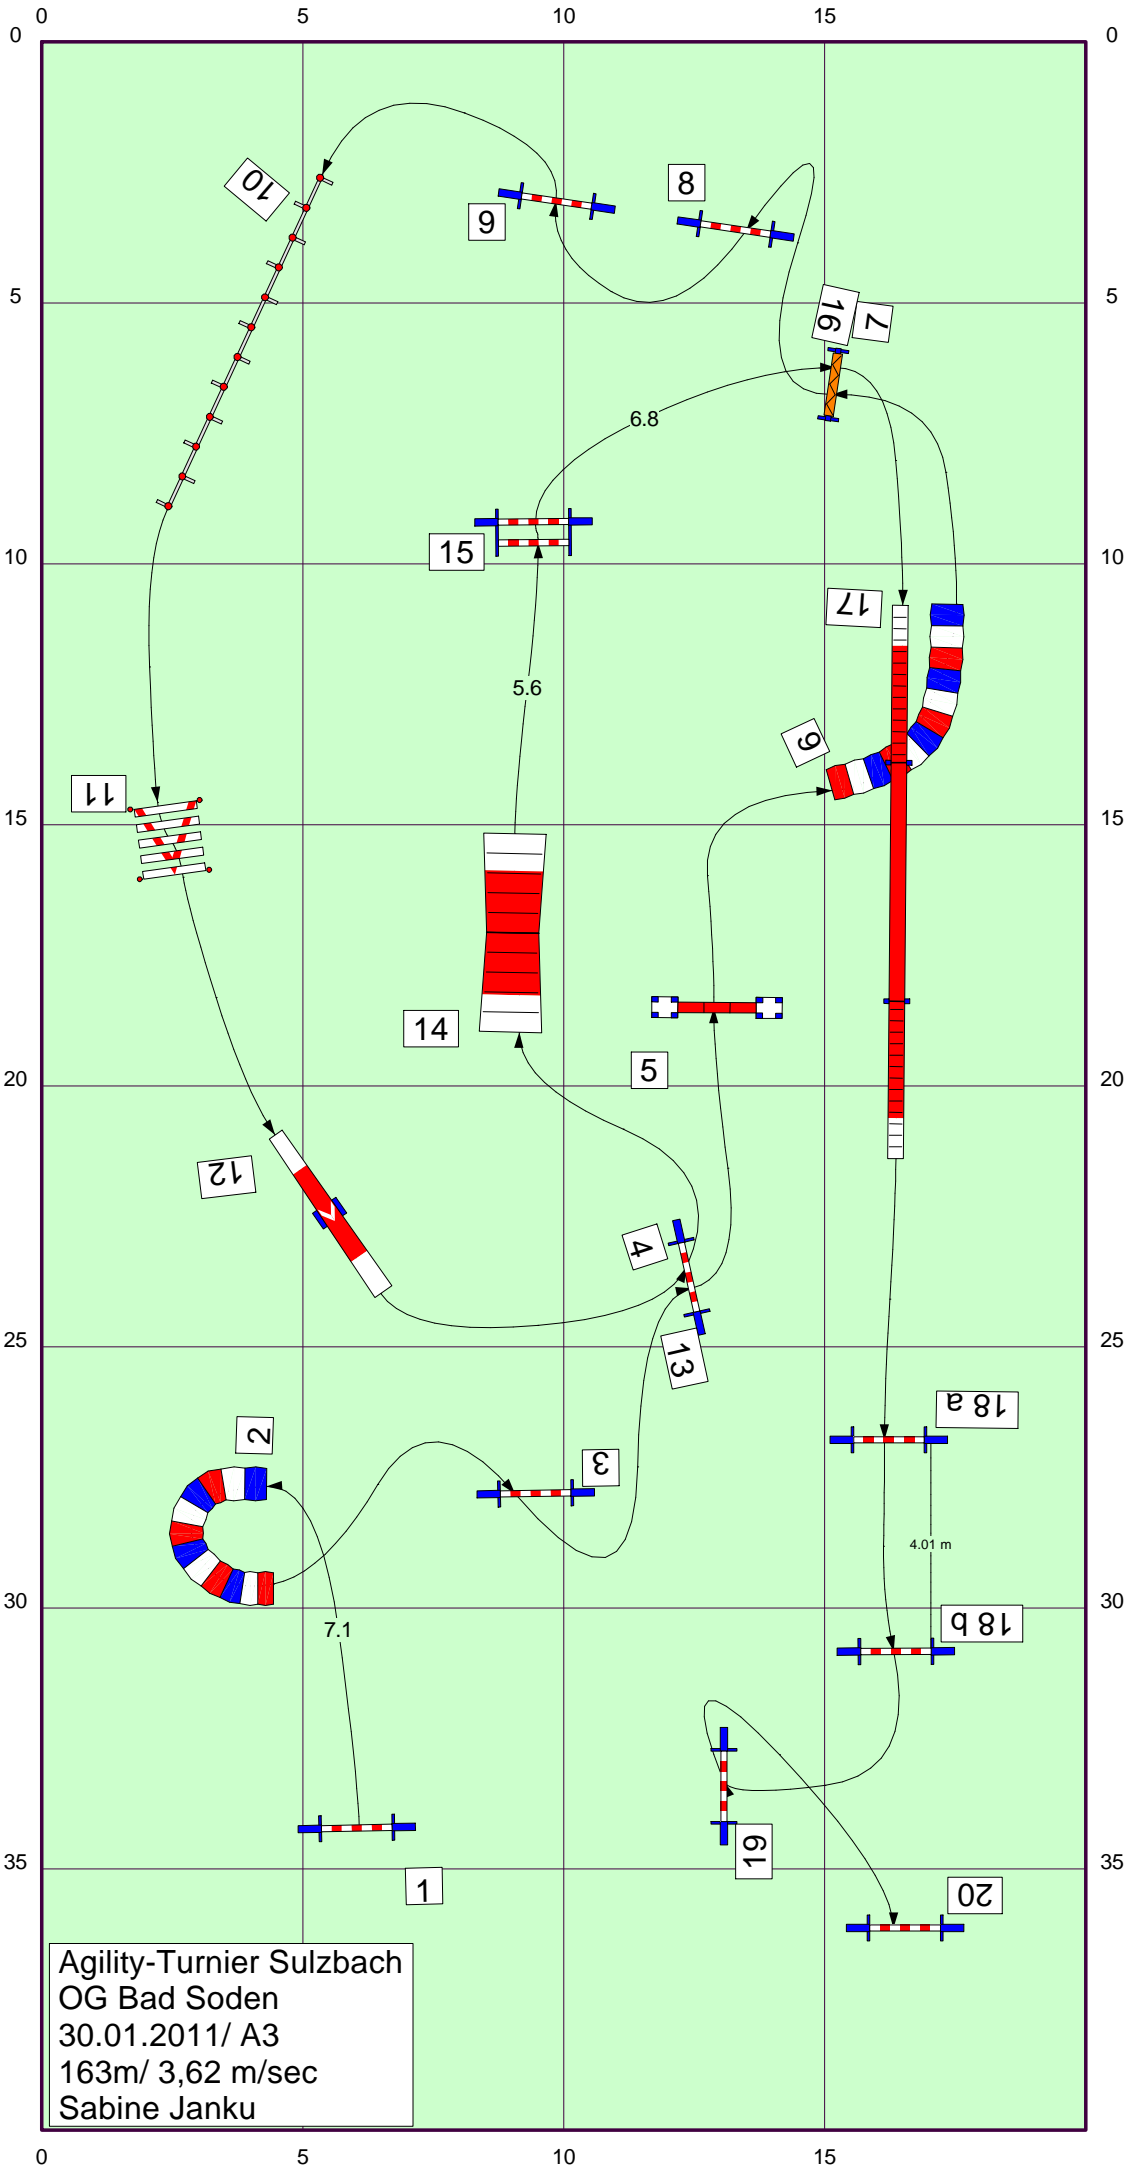 0 5 10 15
0 0
8
10
9
16 7
5 5
6.8
15
10 10
17
5.6
6
11
15 15
14
5
20 20
12
4
13
25 25
18 a
2
3
4.01 m
30 30
18 b
7.1
19
35 35
1
20
Agility-Turnier Sulzbach
OG Bad Soden
30.01.2011/ A3
163m/ 3,62 m/sec
Sabine Janku
0 5 10 15